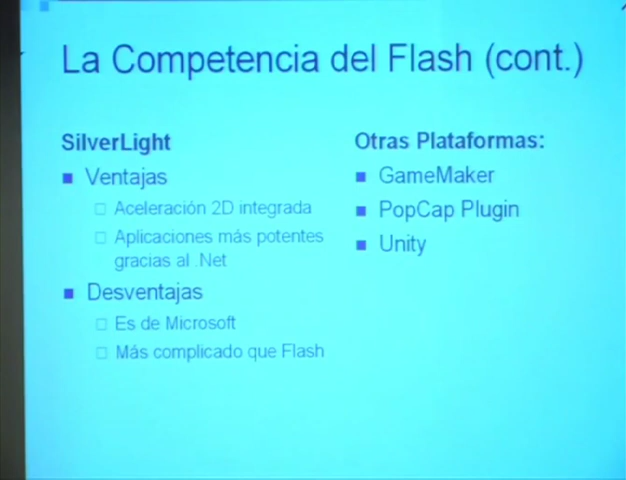 La Competencia del Flash (cont.)
SilverLight
Ventajas
Aceleración 2D integrada
Aplicaciones más potentes
gracias al .Net
Desventajas
Es de Microsoft
Más complicado que Flash
Otras Plataformas:
GameMaker
PopCap Plugin
Unity